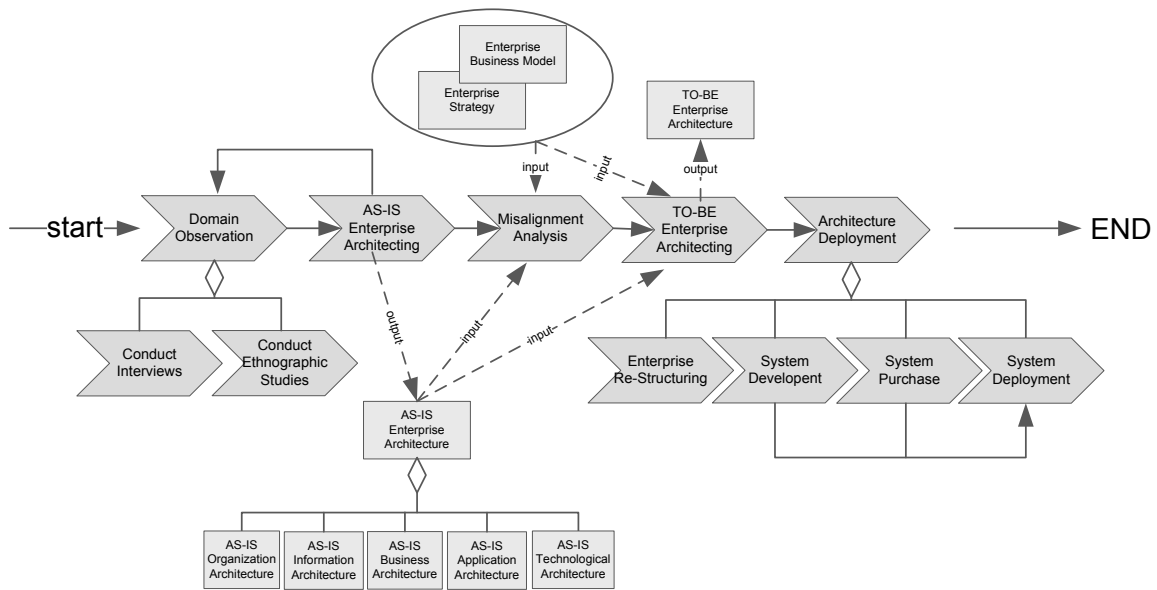 Enterprise
Business Model
Enterprise
Strategy
TO-BE
Enterprise
Architecture
input
input
output
start
Domain
Observation
AS-IS
Enterprise
Architecting
Misalignment
Analysis
TO-BE
Enterprise
Architecting
Architecture
Deployment
END
output
input
input
Conduct
Interviews
Conduct
Ethnographic
Studies
Enterprise
Re-Structuring
System
Developent
System
Purchase
System
Deployment
AS-IS
Enterprise
Architecture
AS-IS
Organization
Architecture
AS-IS
Information
Architecture
AS-IS
Business
Architecture
AS-IS
Application
Architecture
AS-IS
Technological
Architecture